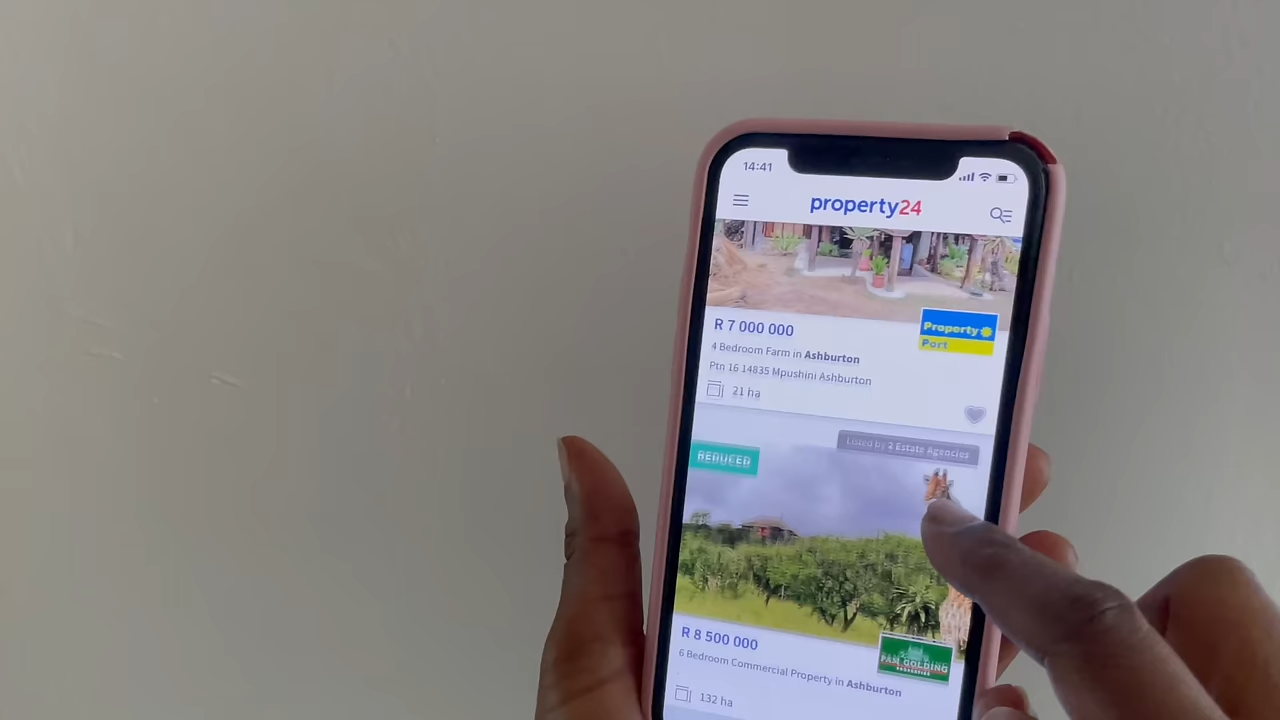 14:41
property24
R 7 000 000
Property
Port
4 Bedroom Farm in Ashburton
Ptn 16 14835 Mpushini Ashburton
21 ha
Listed by 2 Estate Agencies
REDUCED
R 8 500 000
PAM GOLDING
PROPERTIES
6 Bedroom Commercial Property in Ashburton
132 ha